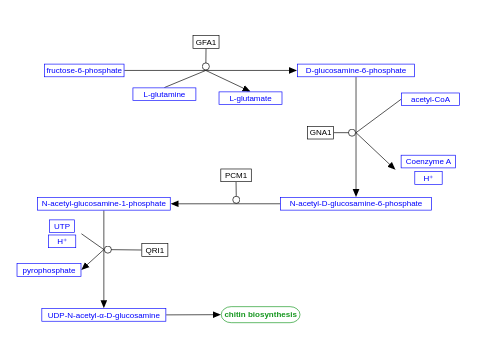 GFA1
fructose-6-phosphate
D-glucosamine-6-phosphate
L-glutamine
L-glutamate
acetyl-CoA
GNA1
Coenzyme A
H⁺
PCM1
N-acetyl-glucosamine-1-phosphate
N-acetyl-D-glucosamine-6-phosphate
UTP
H⁺
QRI1
pyrophosphate
UDP-N-acetyl-α-D-glucosamine
chitin biosynthesis